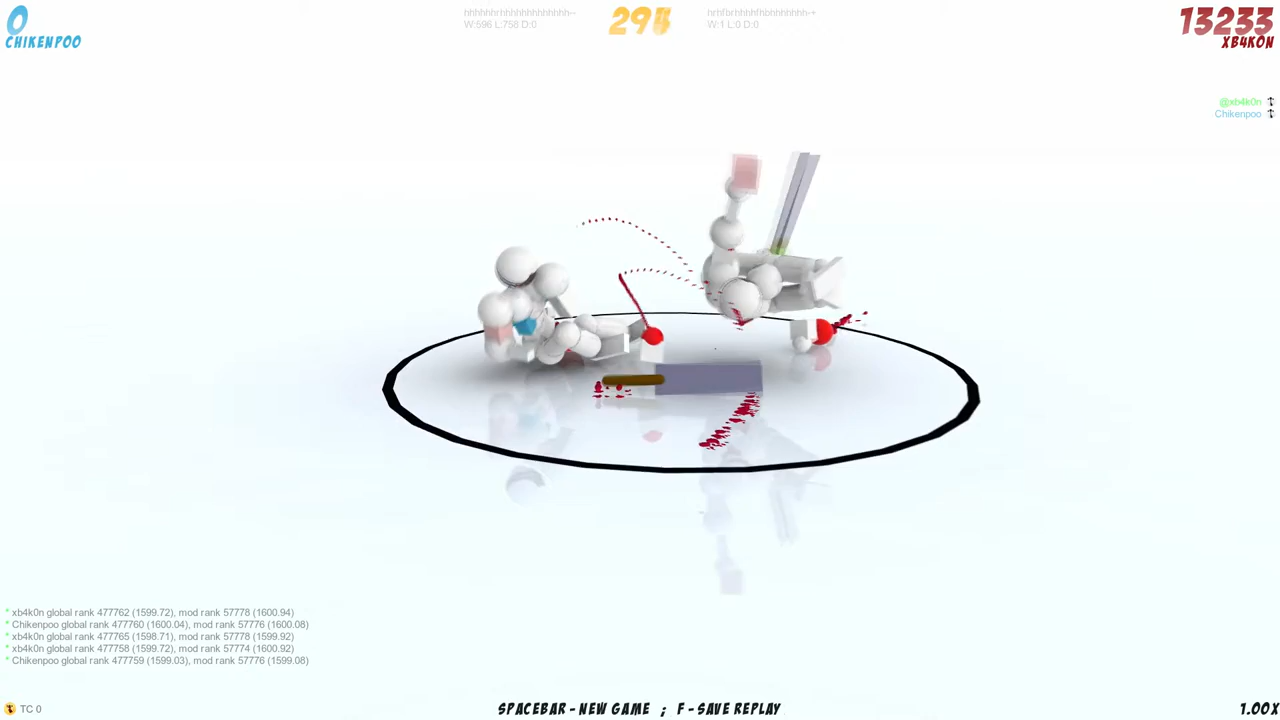 0
CHIKENPOO
W:596 L:758 D:0
W:1 L:0 D:0
13233
XB4K0N
@xb4k0n
Chikenpoo
* xb4k0n global rank 477762 (1599.72), mod rank 57778 (1600.94)
* Chikenpoo global rank 477760 (1600.04), mod rank 57776 (1600.08)
* xb4k0n global rank 477765 (1598.71), mod rank 57778 (1599.92)
* xb4k0n global rank 477758 (1599.72), mod rank 57774 (1600.92)
* Chikenpoo global rank 477759 (1599.03), mod rank 57776 (1599.08)
TC 0
SPACEBAR - NEW GAME ; F - SAVE REPLAY
1.00X